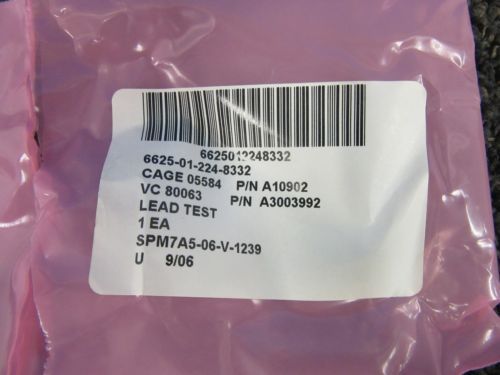 6625012248332
6625-01-224-8332
CAGE 05584 P/N A10902
VC 80063 P/N A3003992
LEAD TEST
1 EA
SPM7A5-06-V-1239
U 9/06